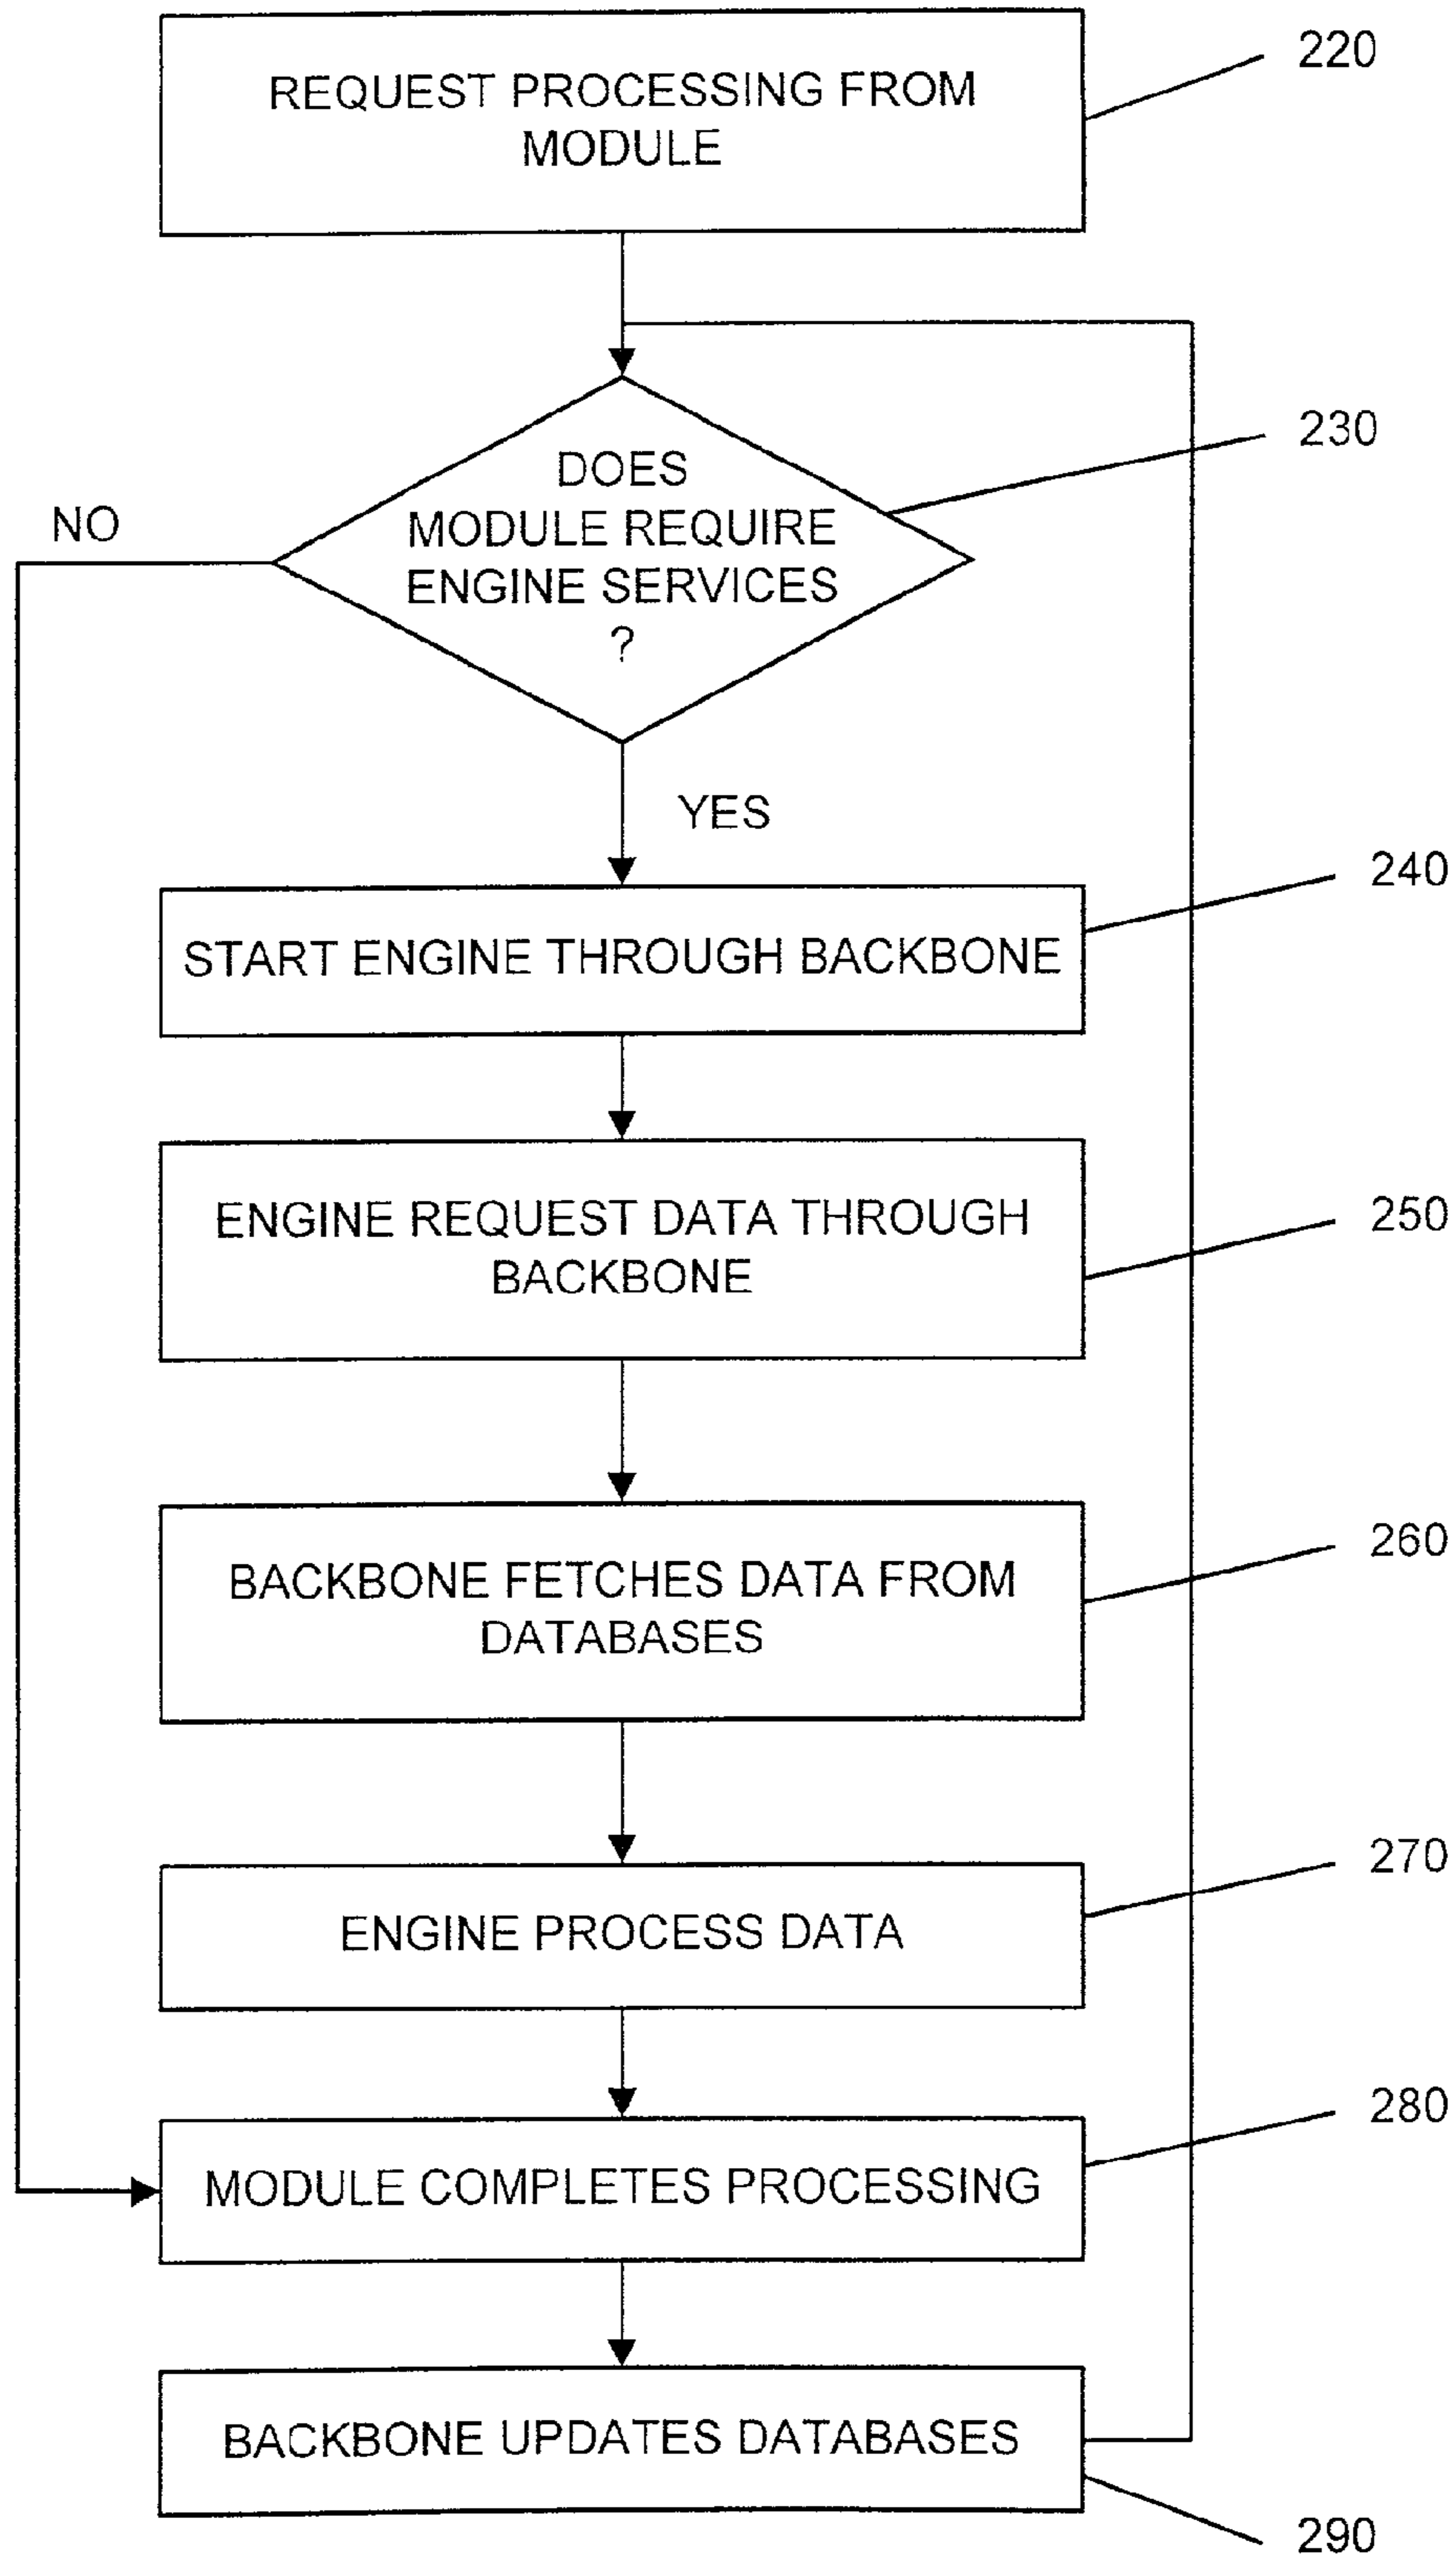 REQUEST PROCESSING FROM
MODULE
220
DOES
MODULE REQUIRE
ENGINE SERVICES
?
230
NO
YES
START ENGINE THROUGH BACKBONE
240
ENGINE REQUEST DATA THROUGH
BACKBONE
250
BACKBONE FETCHES DATA FROM
DATABASES
260
ENGINE PROCESS DATA
270
MODULE COMPLETES PROCESSING
280
BACKBONE UPDATES DATABASES
290